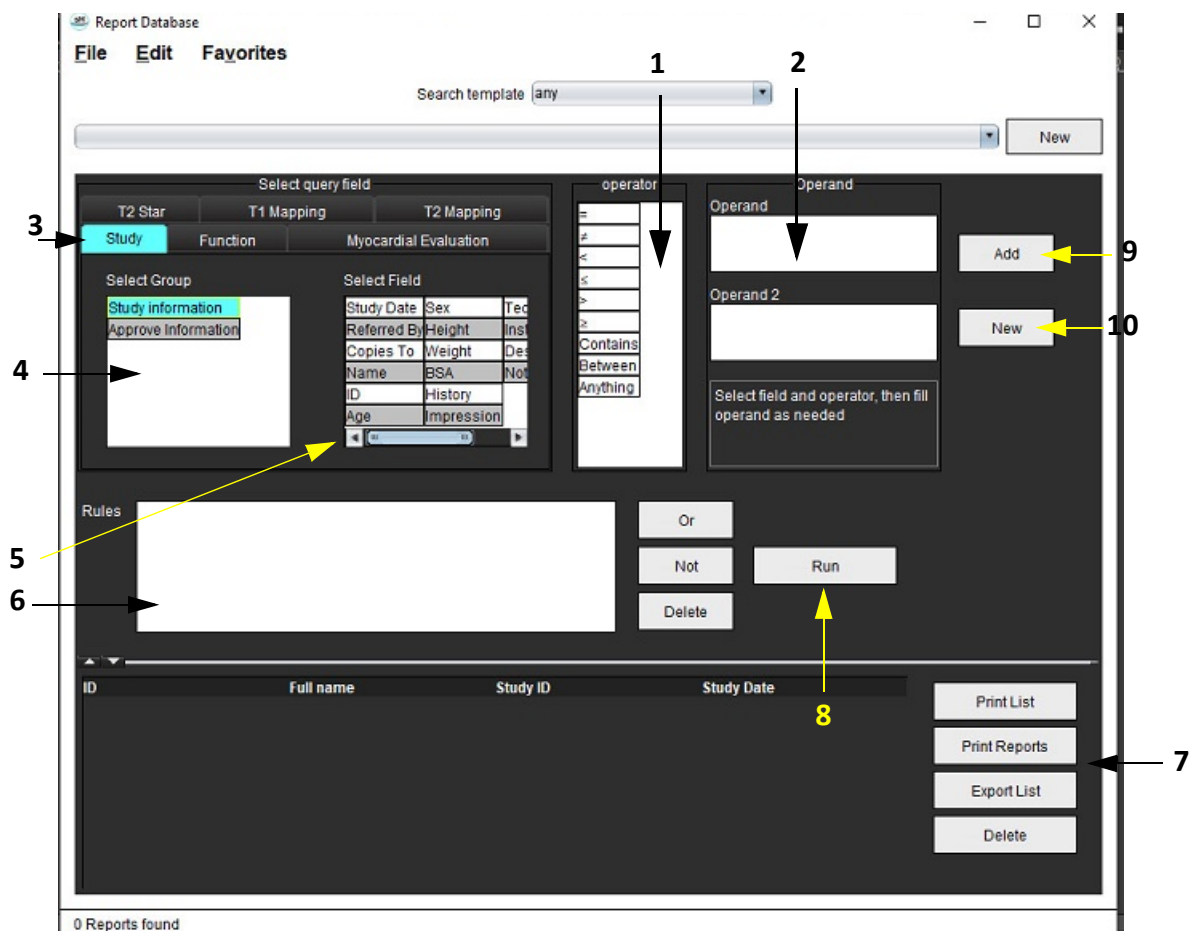 Report Database
File Edit Favorites
1 2
Search template any
New
Select query field operator Operand
T2 Star T1 Mapping T2 Mapping
3 Study Function Myocardial Evaluation
Select Group Select Field
Study information
Approve Information
Study Date Sex Tec
Referred By Height Inst
Copies To Weight Des
Name BSA Not
ID History
Age Impression
=
≠
<
≤
>
≥
Contains
Between
Anything
Operand
Operand 2
Select field and operator, then fill
operand as needed
Add 9
New 10
4
5
Rules
6
Or
Not Run
Delete
8
ID Full name Study ID Study Date
Print List
Print Reports
7
Export List
Delete
0 Reports found